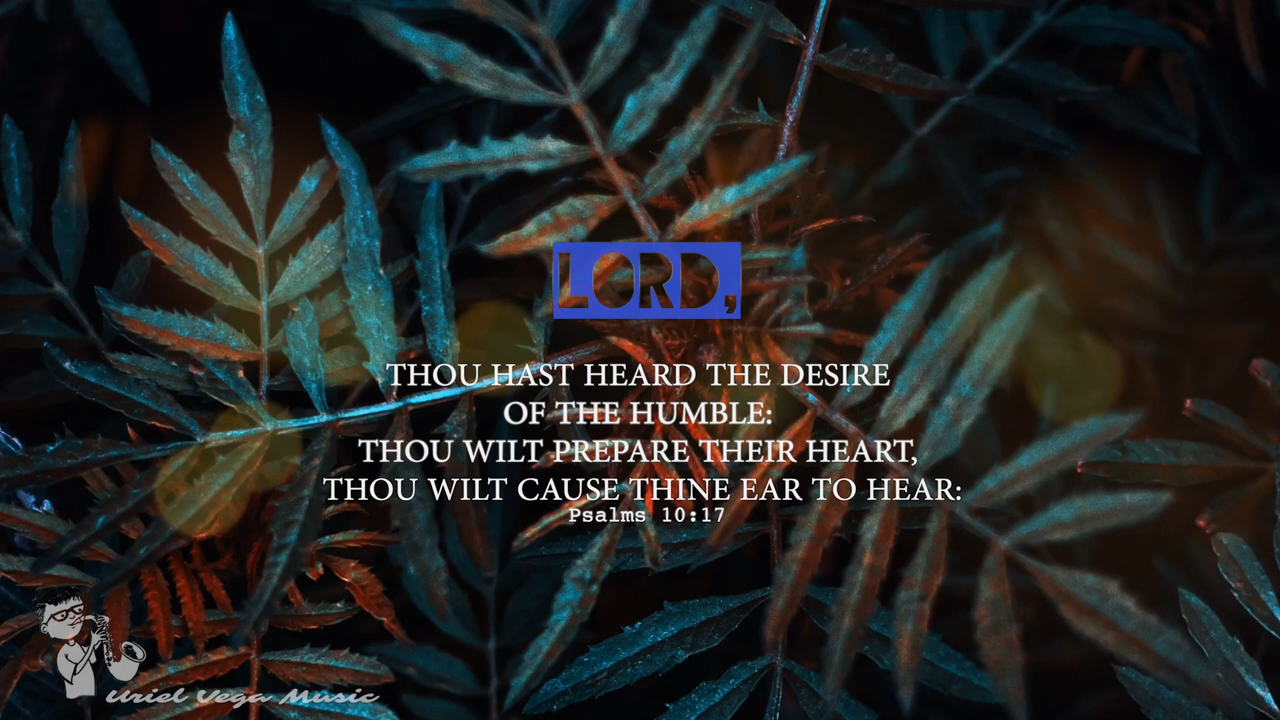 LORD,
THOU HAST HEARD THE DESIRE
OF THE HUMBLE:
THOU WILT PREPARE THEIR HEART,
THOU WILT CAUSE THINE EAR TO HEAR:
Psalms 10:17
Uriel Vega Music